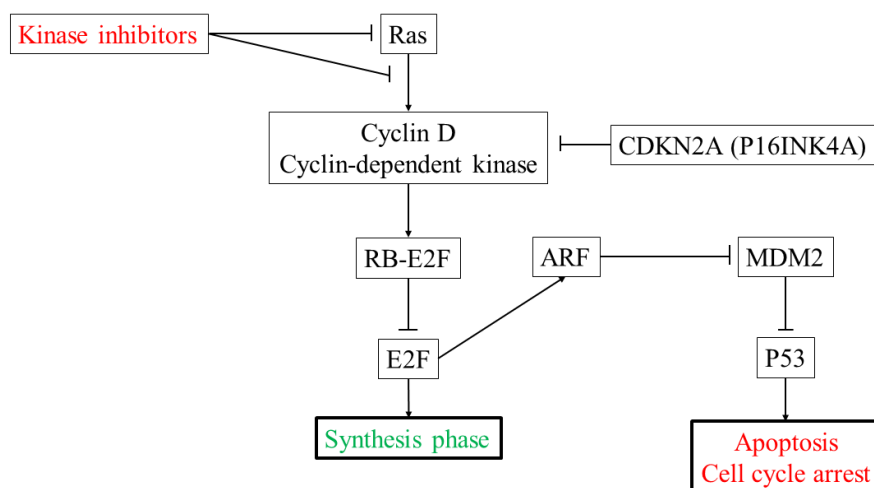 Kinase inhibitors
Ras
Cyclin D
Cyclin-dependent kinase
CDKN2A (P16INK4A)
RB-E2F
ARF
MDM2
E2F
P53
Synthesis phase
Apoptosis
Cell cycle arrest